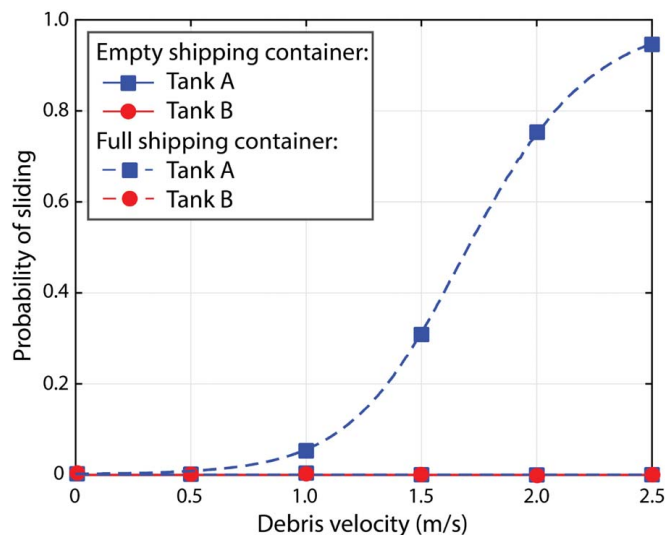 1.0
Empty shipping container:
Tank A
Tank B
Full shipping container:
Tank A
Tank B
0.8
0.6
0.4
0.2
0
Probability of sliding
0 0.5 1.0 1.5 2.0 2.5
Debris velocity (m/s)